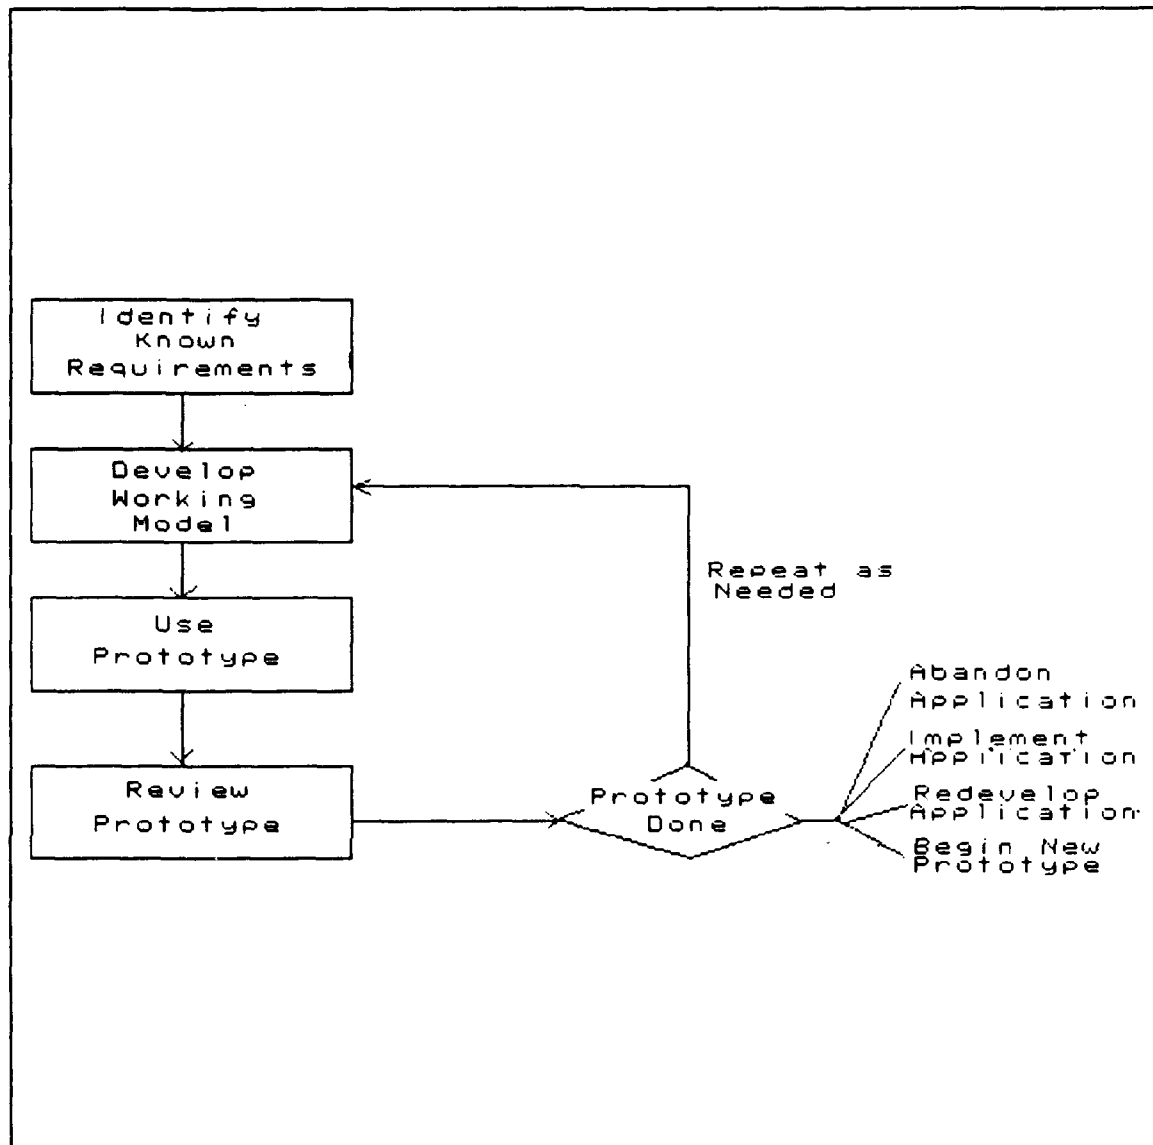 Identify
Known
Requirements
Develop
Working
Model
Use
Prototype
Review
Prototype
Repeat as
Needed
Prototype
Done
Abandon
Application
Implement
Application
Redevelop
Application
Begin New
Prototype